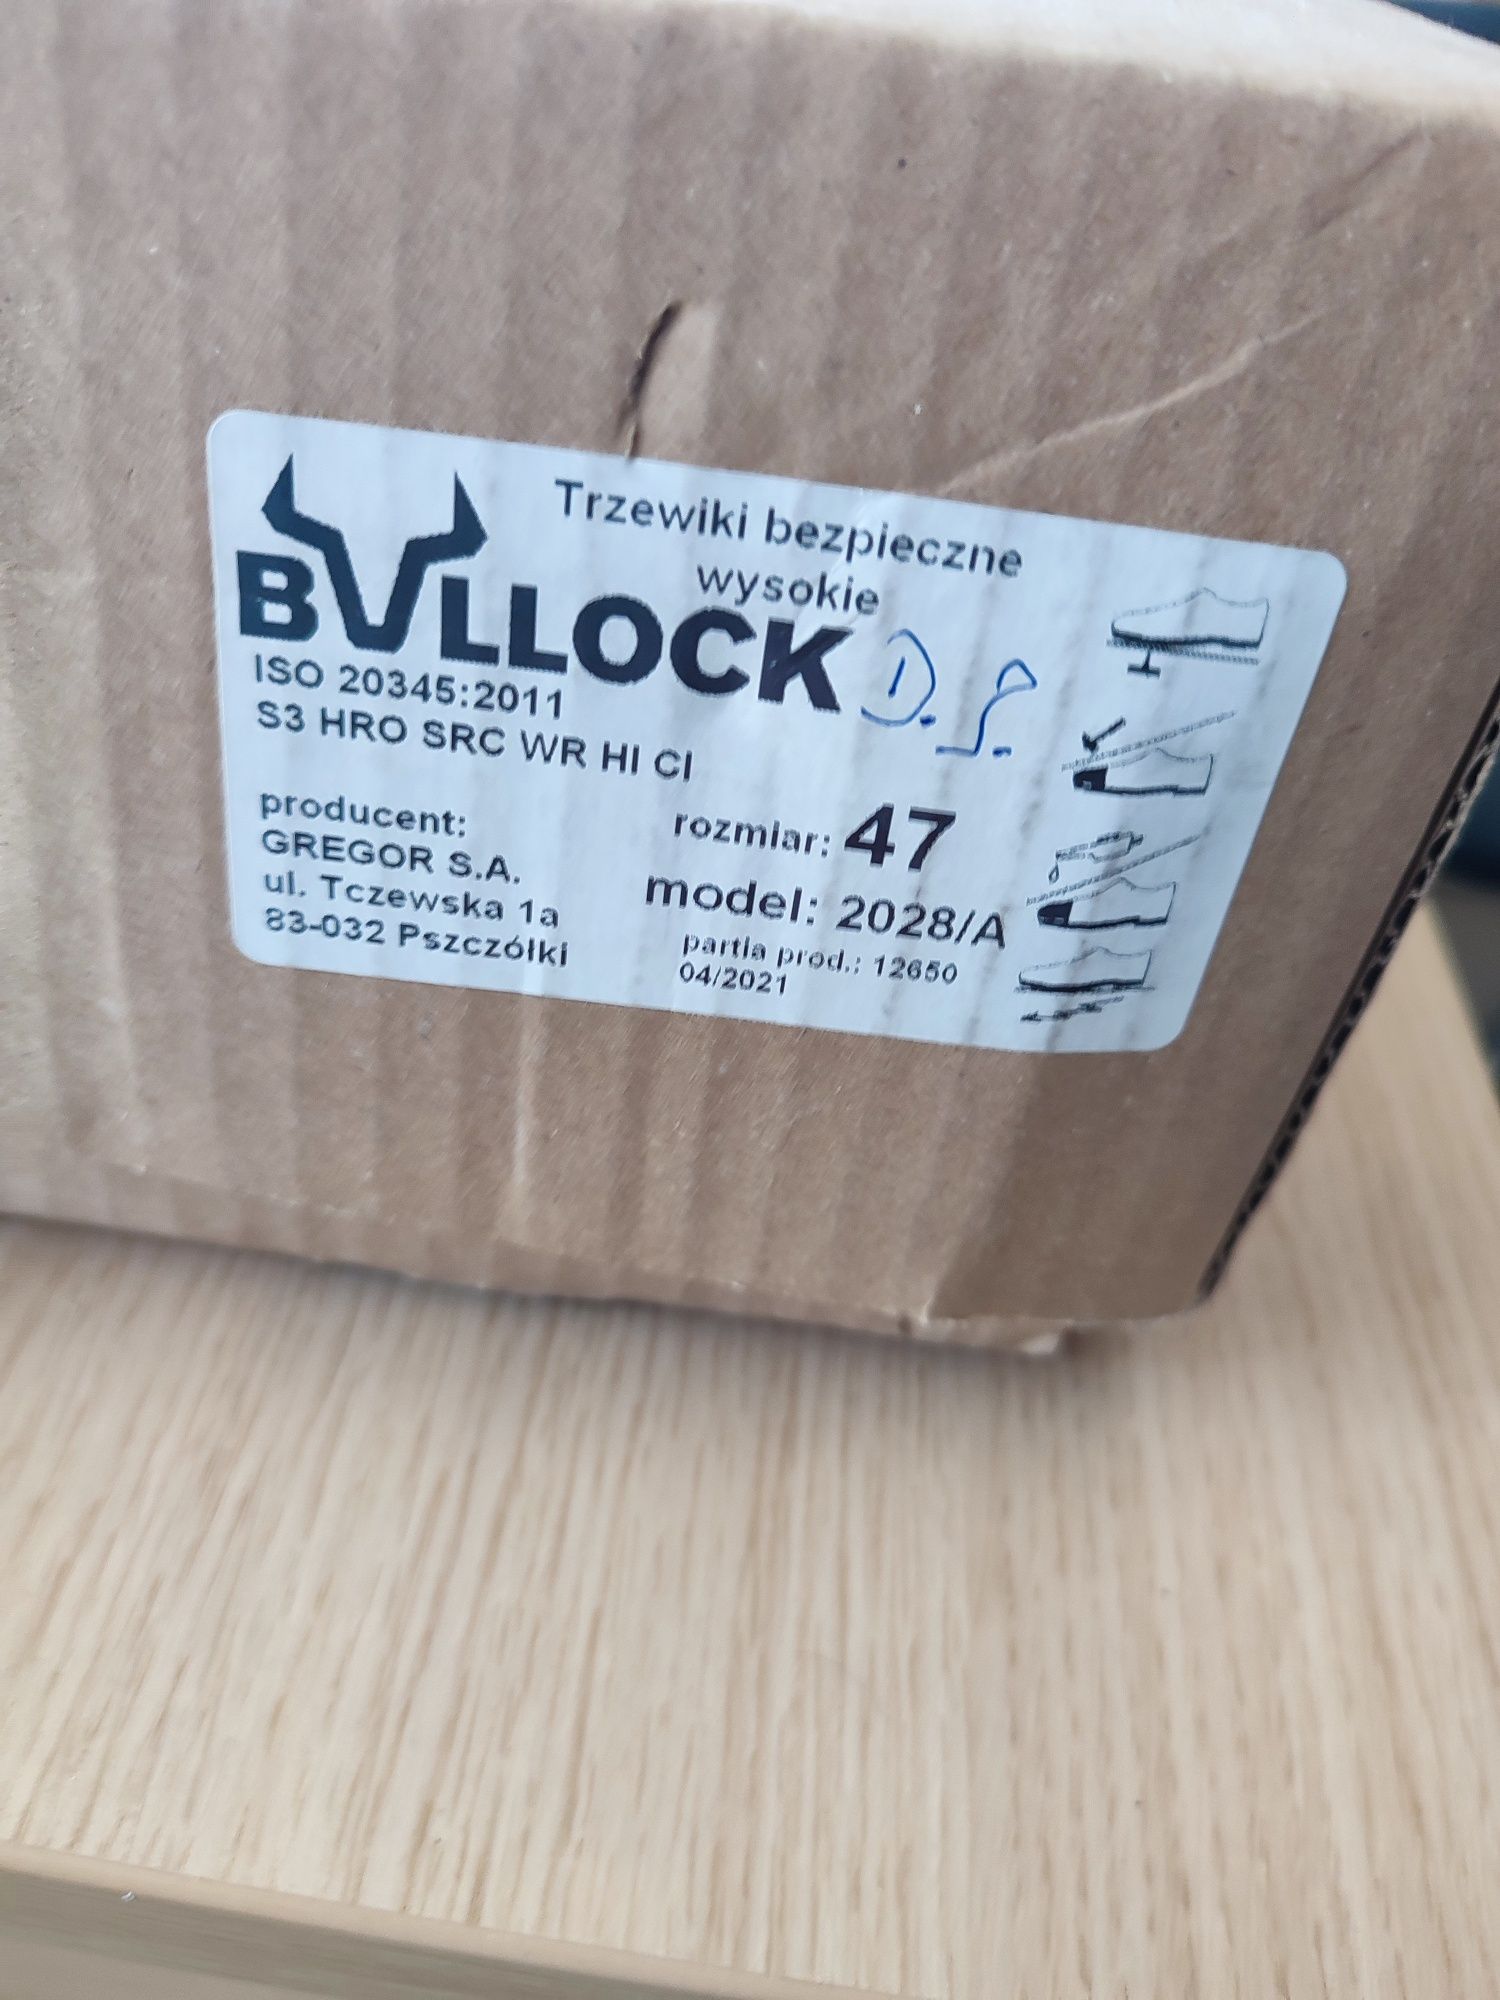 Trzewiki bezpieczne
wysokie
BULLOCK
D. P.
ISO 20345:2011
S3 HRO SRC WR HI CI
producent:
GREGOR S.A.
ul. Tczewska 1a
83-032 Pszczółki
rozmiar: 47
model: 2028/A
partia prod.: 12650
04/2021